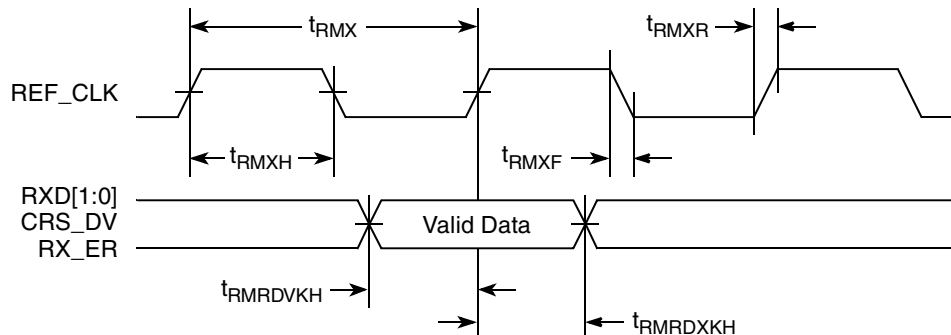 tRMX
tRMXR
REF_CLK
tRMXH
tRMXF
RXD[1:0]
CRS_DV
RX_ER
Valid Data
tRMRDVKH
tRMRDXKH